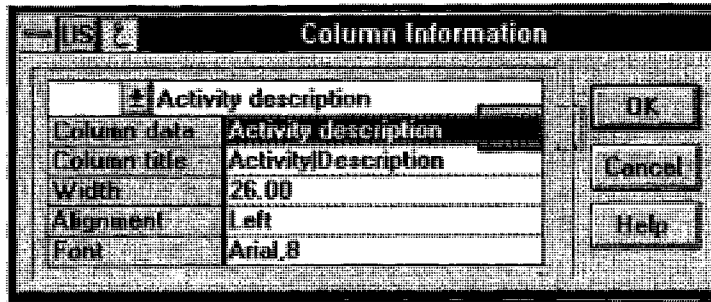 US Column Information
Activity description
Column data Activity description
Column title Activity|Description
Width 26.00
Alignment Left
Font Arial,8
OK
Cancel
Help